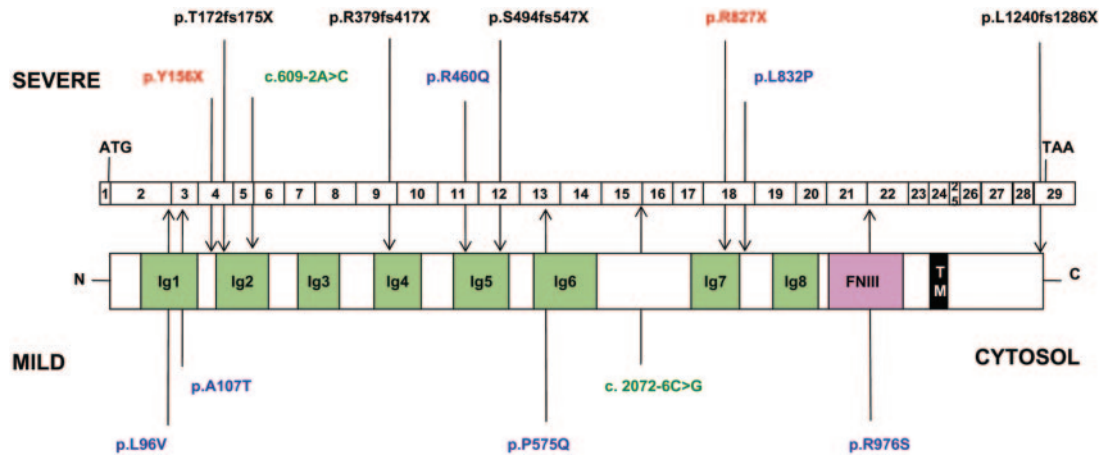 p.T172fs175X p.R379fs417X p.S494fs547X p.R827X p.L1240fs1286X
SEVERE p.Y156X c.609-2A>C p.R460Q p.L832P
ATG TAA
1 2 3 4 5 6 7 8 9 10 11 12 13 14 15 16 17 18 19 20 21 22 23 24 25 26 27 28 29
N Ig1 Ig2 Ig3 Ig4 Ig5 Ig6 Ig7 Ig8 FNIII TM C
MILD CYTOSOL
p.A107T c. 2072-6C>G
p.L96V p.P575Q p.R976S